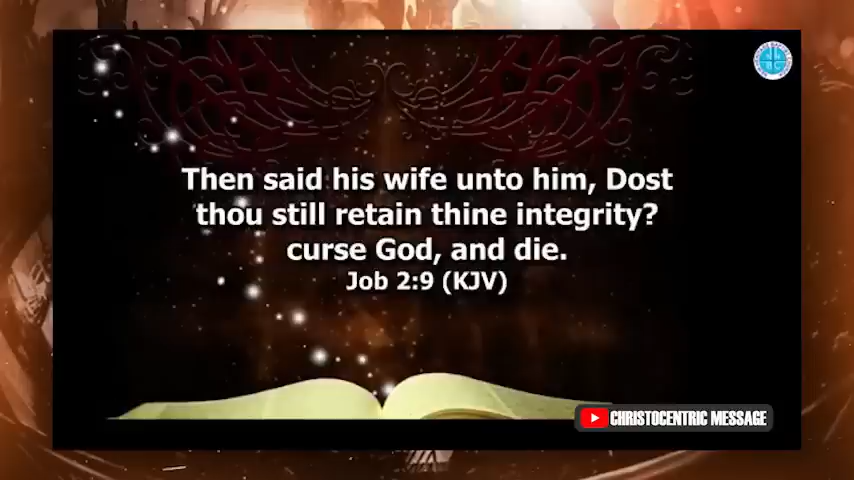 Then said his wife unto him, Dost
thou still retain thine integrity?
curse God, and die.
Job 2:9 (KJV)
CHRISTOCENTRIC MESSAGE